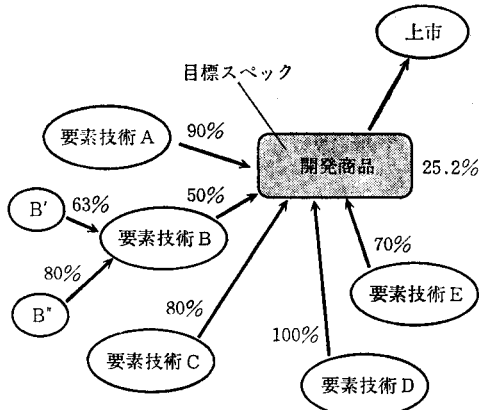 上市
目標スペック
要素技術A
90%
開発商品
25.2%
B′
63%
要素技術B
50%
B″
80%
要素技術C
80%
100%
要素技術D
70%
要素技術E